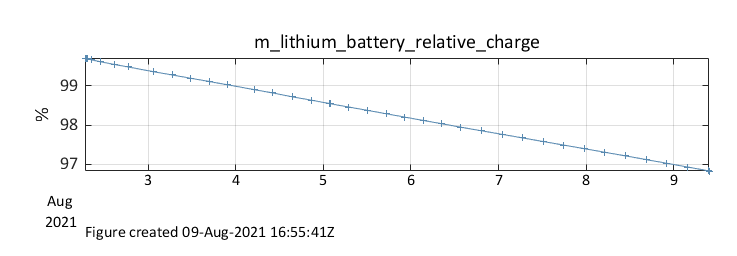 m_lithium_battery_relative_charge
99
98
97
%
3 4 5 6 7 8 9
Aug
2021
Figure created 09-Aug-2021 16:55:41Z